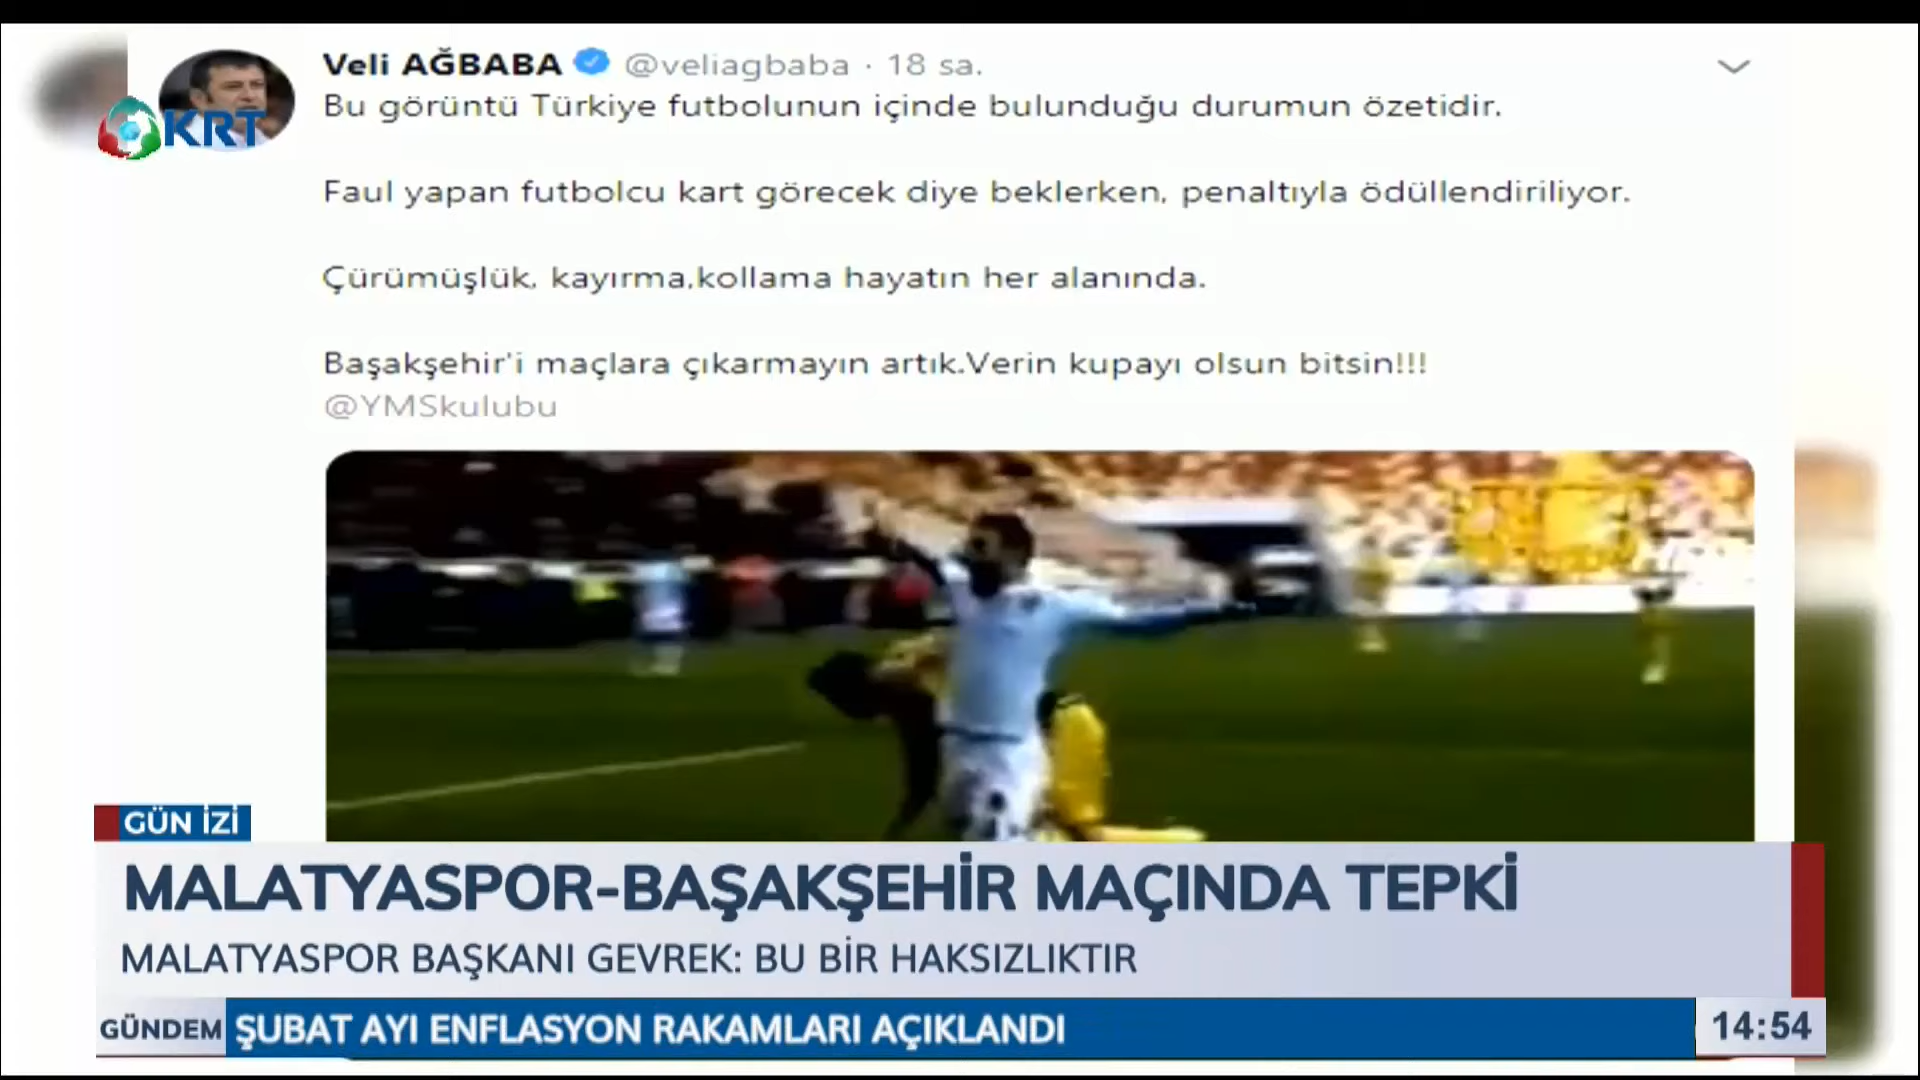 Veli AĞBABA @veliagbaba · 18 sa.
KRT
Bu görüntü Türkiye futbolunun içinde bulunduğu durumun özetidir.
Faul yapan futbolcu kart görecek diye beklerken, penaltıyla ödüllendiriliyor.
Çürümüşlük, kayırma,kollama hayatın her alanında.
Başakşehir'i maçlara çıkarmayın artık.Verin kupayı olsun bitsin!!!
@YMSkulubu
GÜN İZİ
MALATYASPOR-BAŞAKŞEHİR MAÇINDA TEPKİ
MALATYASPOR BAŞKANI GEVREK: BU BİR HAKSIZLIKTIR
GÜNDEM ŞUBAT AYI ENFLASYON RAKAMLARI AÇIKLANDI 14:54